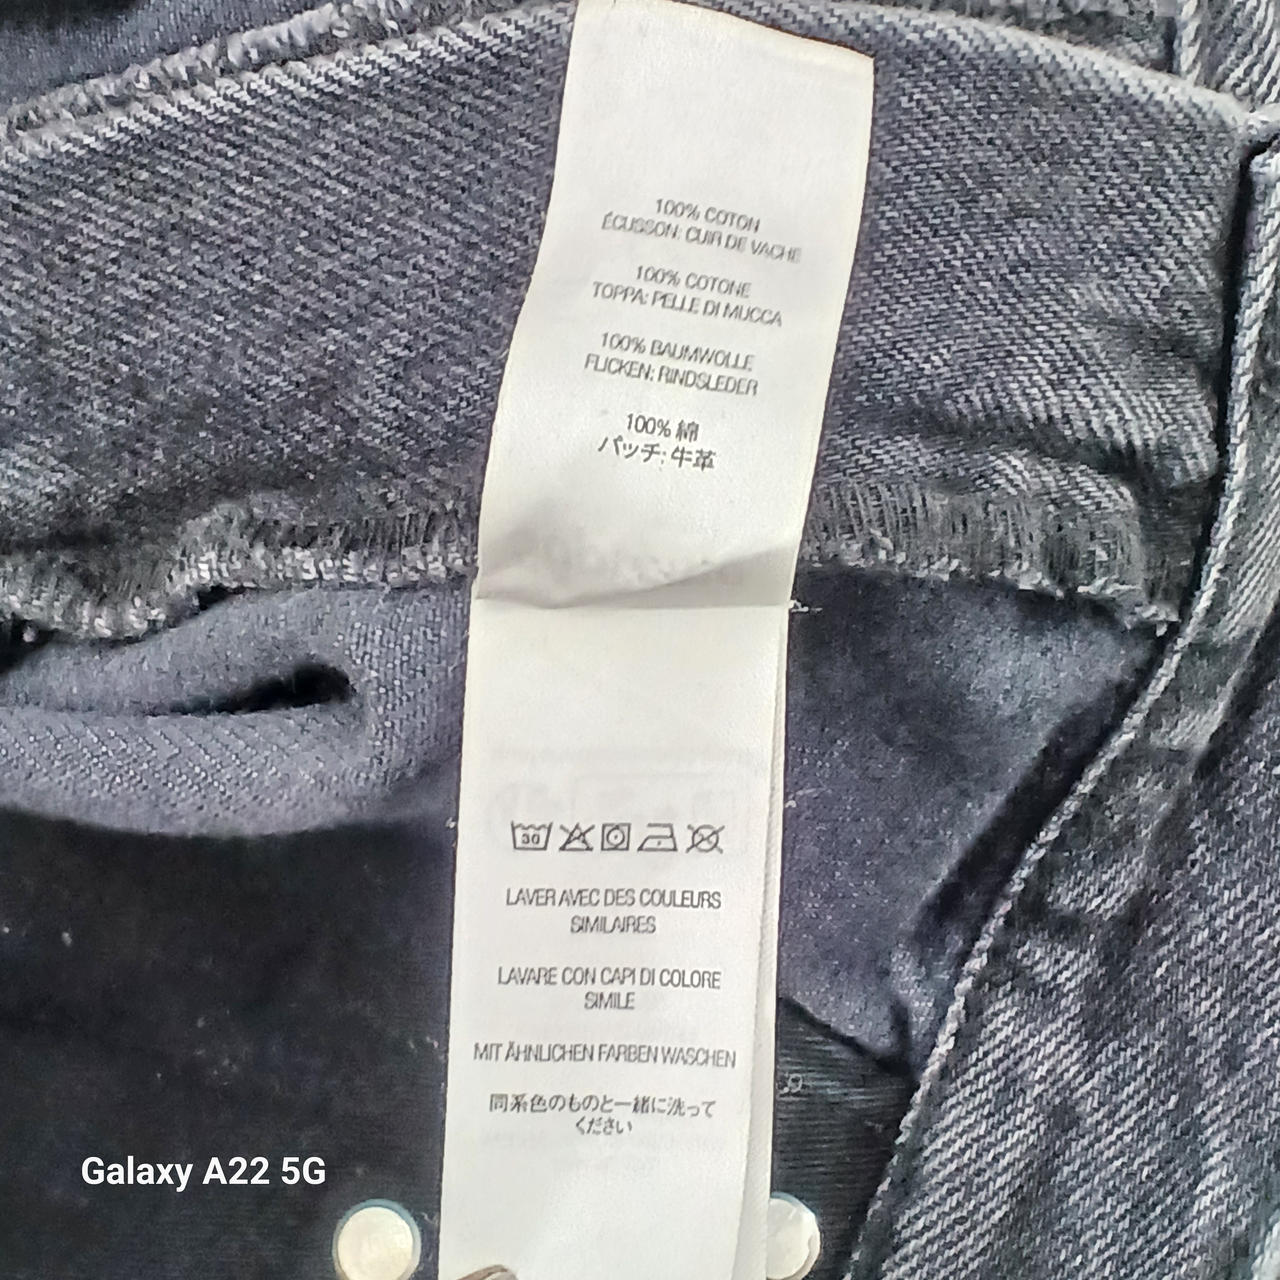 100% COTON
ÉCUSSON: CUIR DE VACHE
100% COTONE
TOPPA: PELLE DI MUCCA
100% BAUMWOLLE
FLICKEN: RINDSLEDER
100% 綿
パッチ: 牛革
30
LAVER AVEC DES COULEURS
SIMILAIRES
LAVARE CON CAPI DI COLORE
SIMILE
MIT ÄHNLICHEN FARBEN WASCHEN
同系色のものと一緒に洗って
ください
Galaxy A22 5G